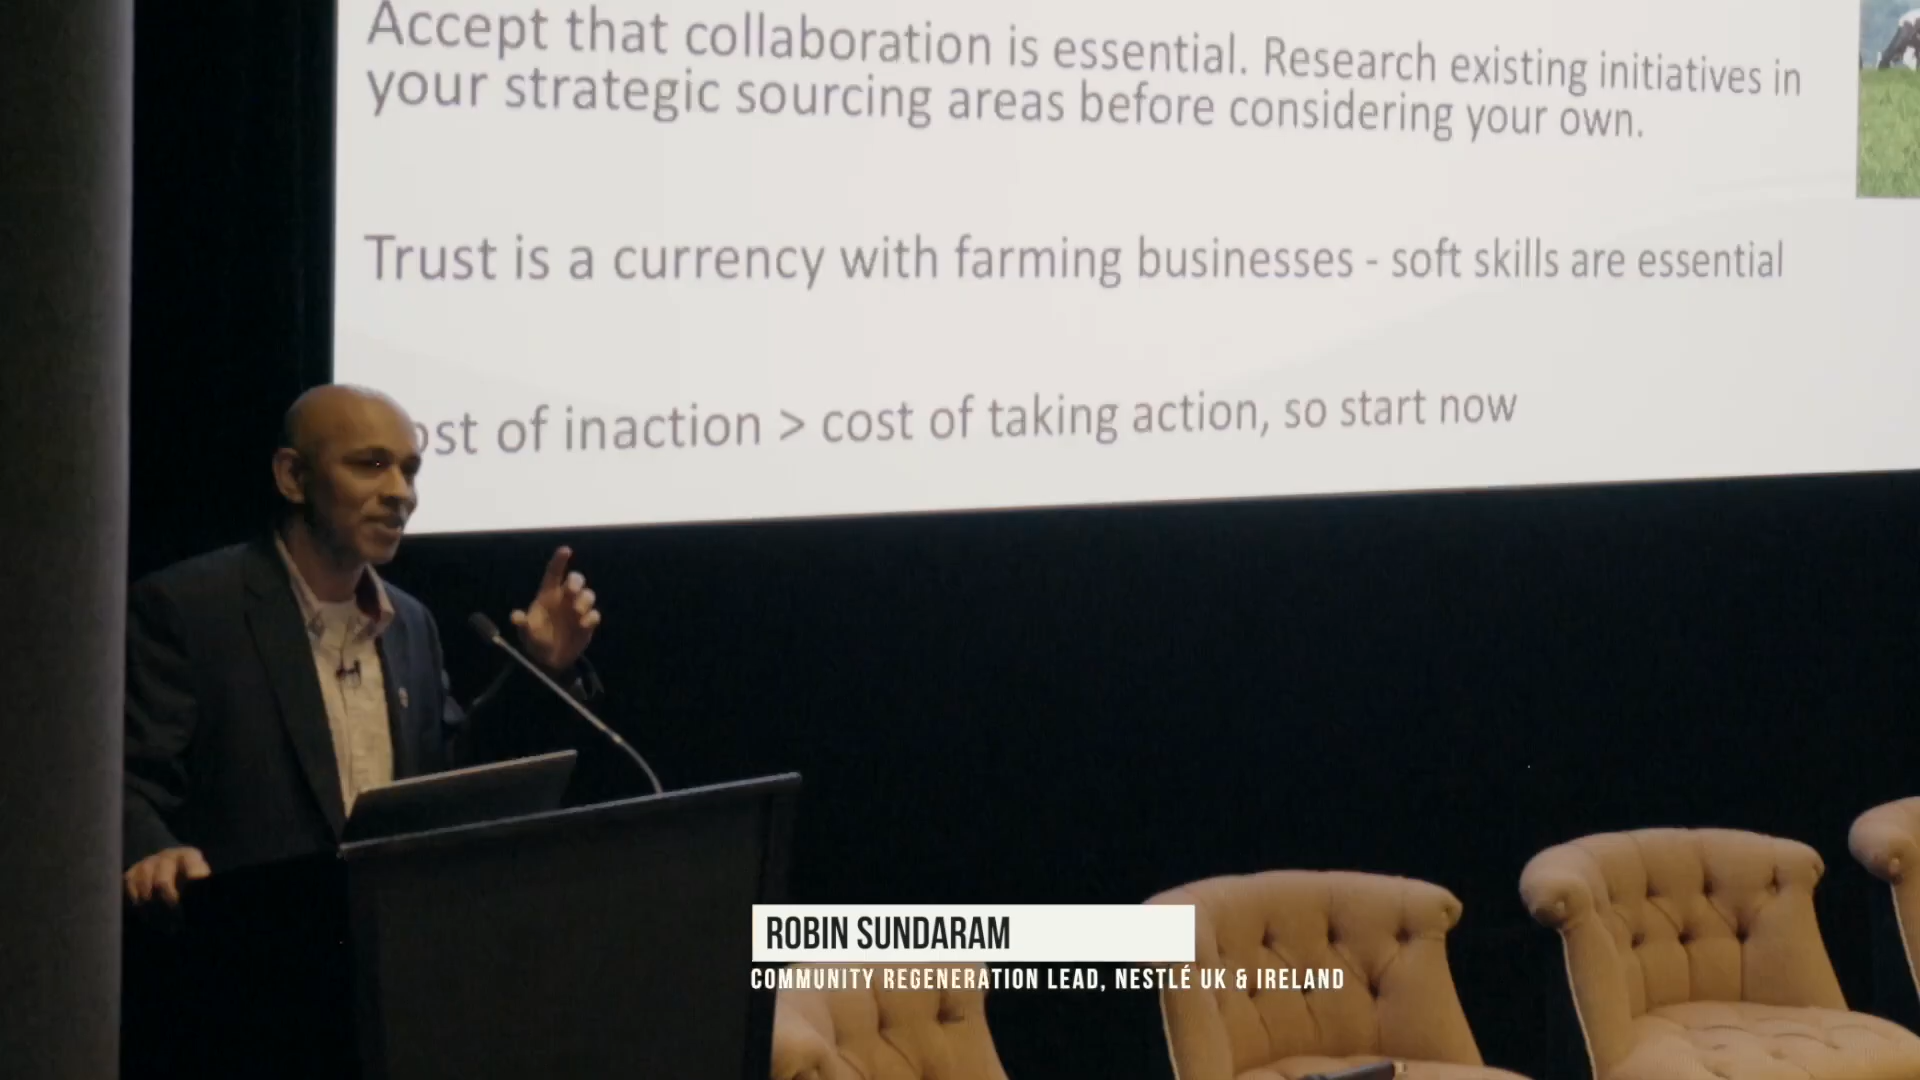 Accept that collaboration is essential. Research existing initiatives in
your strategic sourcing areas before considering your own.
Trust is a currency with farming businesses - soft skills are essential
ost of inaction > cost of taking action, so start now
ROBIN SUNDARAM
COMMUNITY REGENERATION LEAD, NESTLÉ UK & IRELAND